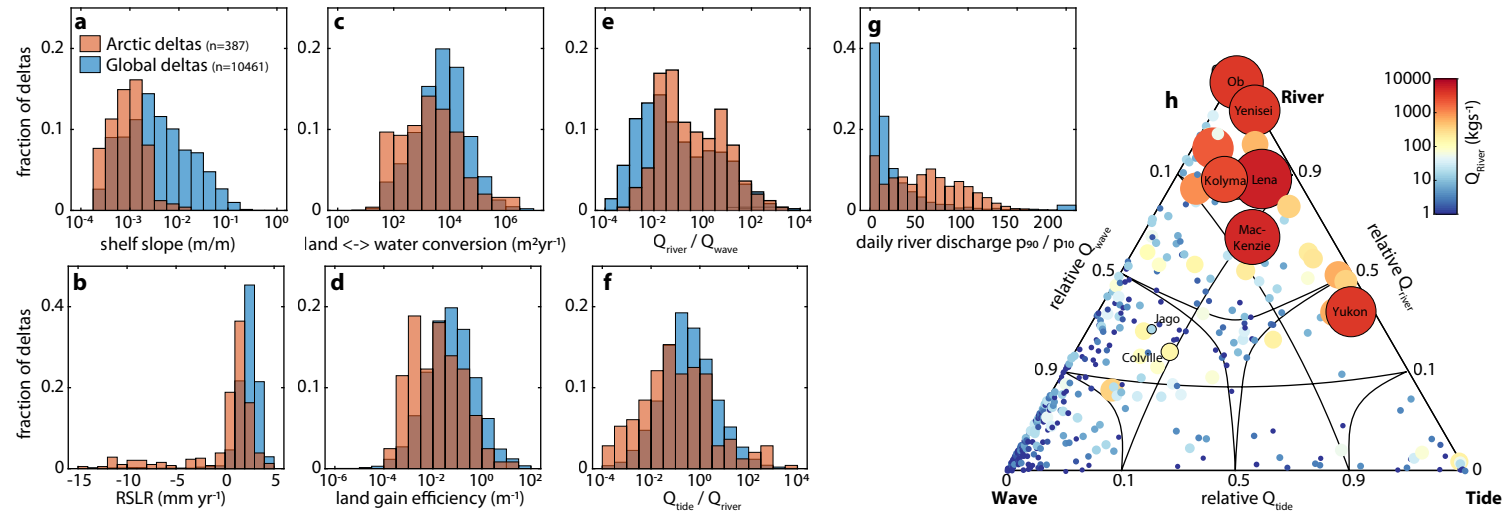 a
Arctic deltas (n=387)
Global deltas (n=10461)
fraction of deltas
0.2
0.1
0
10⁻⁴
10⁻³
10⁻²
10⁻¹
10⁰
shelf slope (m/m)
c
0.2
0.1
0
10⁰
10²
10⁴
10⁶
land <-> water conversion (m²yr⁻¹)
e
0.2
0.1
0
10⁻⁴
10⁻²
10⁰
10²
10⁴
Q_river / Q_wave
g
0.4
0.2
0
0
50
100
150
200
daily river discharge p₉₀ / p₁₀
b
fraction of deltas
0.4
0.2
0
-15
-10
-5
0
5
RSLR (mm yr⁻¹)
d
0.2
0.1
0
10⁻⁶
10⁻⁴
10⁻²
10⁰
10²
land gain efficiency (m⁻¹)
f
0.2
0.1
0
10⁻⁴
10⁻²
10⁰
10²
10⁴
Q_tide / Q_river
h
Ob
Yenisei
River
Kolyma
Lena
Mac-
Kenzie
Yukon
Jago
Colville
0.1
0.5
0.9
relative Q_wave
0.9
0.5
0.1
0
relative Q_river
0
0.1
0.5
0.9
Wave
relative Q_tide
Tide
10000
1000
100
10
1
Q_River (kgs⁻¹)